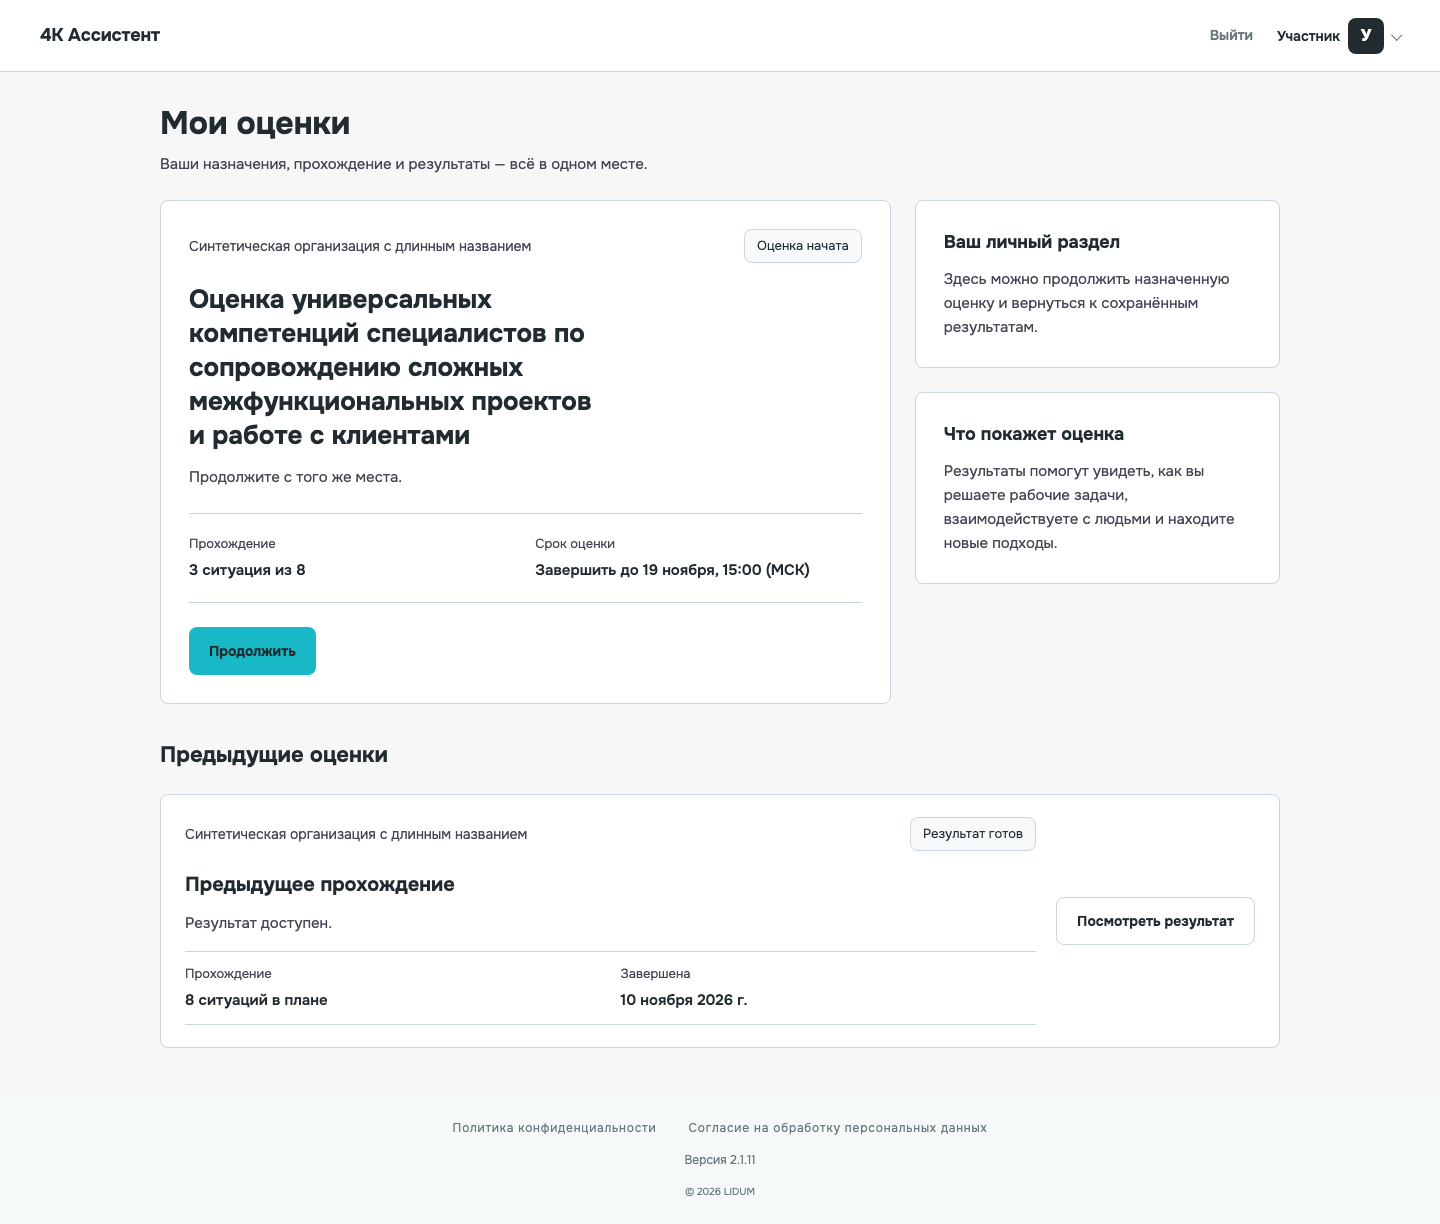 4К Ассистент
Выйти
Участник
У
Мои оценки
Ваши назначения, прохождение и результаты — всё в одном месте.
Синтетическая организация с длинным названием
Оценка начата
Оценка универсальных
компетенций специалистов по
сопровождению сложных
межфункциональных проектов
и работе с клиентами
Продолжите с того же места.
Прохождение
3 ситуация из 8
Срок оценки
Завершить до 19 ноября, 15:00 (МСК)
Продолжить
Ваш личный раздел
Здесь можно продолжить назначенную
оценку и вернуться к сохранённым
результатам.
Что покажет оценка
Результаты помогут увидеть, как вы
решаете рабочие задачи,
взаимодействуете с людьми и находите
новые подходы.
Предыдущие оценки
Синтетическая организация с длинным названием
Результат готов
Предыдущее прохождение
Результат доступен.
Прохождение
8 ситуаций в плане
Завершена
10 ноября 2026 г.
Посмотреть результат
Политика конфиденциальности
Согласие на обработку персональных данных
Версия 2.1.11
© 2026 LIDUM